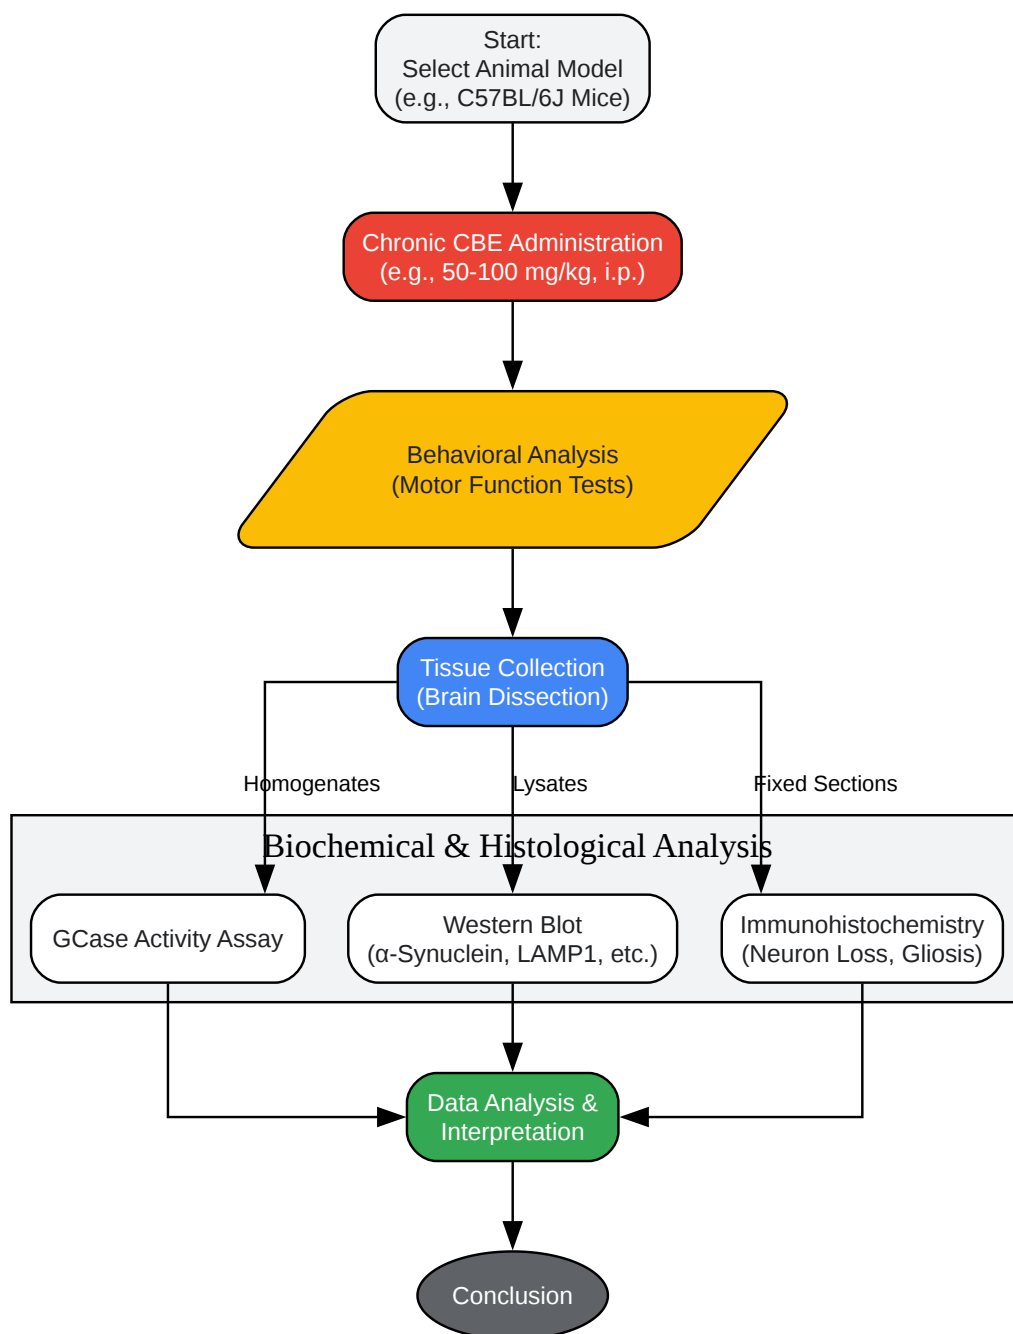 Start:
Select Animal Model
(e.g., C57BL/6J Mice)
Chronic CBE Administration
(e.g., 50-100 mg/kg, i.p.)
Behavioral Analysis
(Motor Function Tests)
Tissue Collection
(Brain Dissection)
Homogenates
Lysates
Fixed Sections
Biochemical & Histological Analysis
GCase Activity Assay
Western Blot
(α-Synuclein, LAMP1, etc.)
Immunohistochemistry
(Neuron Loss, Gliosis)
Data Analysis &
Interpretation
Conclusion